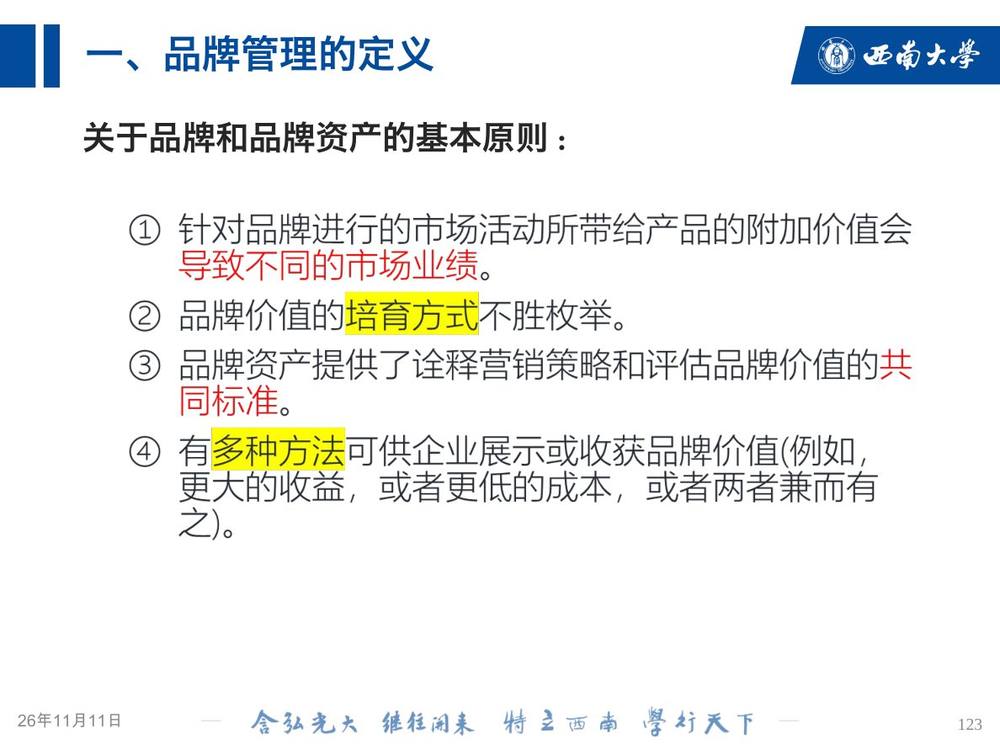 一、品牌管理的定义
西南大学
关于品牌和品牌资产的基本原则：
① 针对品牌进行的市场活动所带给产品的附加价值会
导致不同的市场业绩。
② 品牌价值的培育方式不胜枚举。
③ 品牌资产提供了诠释营销策略和评估品牌价值的共
同标准。
④ 有多种方法可供企业展示或收获品牌价值(例如，
更大的收益，或者更低的成本，或者两者兼而有
之)。
26年11月11日
含弘光大 继往开来 特立西南 學行天下
123